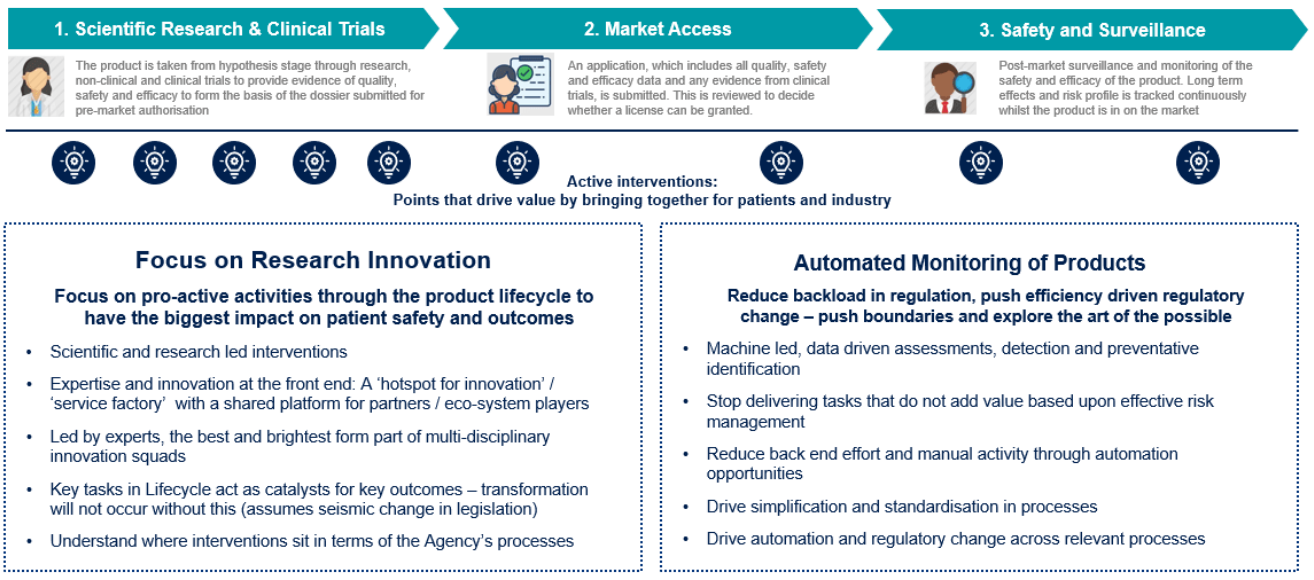 1. Scientific Research & Clinical Trials
2. Market Access
3. Safety and Surveillance
The product is taken from hypothesis stage through research,
non-clinical and clinical trials to provide evidence of quality,
safety and efficacy to form the basis of the dossier submitted for
pre-market authorisation
An application, which includes all quality, safety
and efficacy data and any evidence from clinical
trials, is submitted. This is reviewed to decide
whether a license can be granted.
Post-market surveillance and monitoring of the
safety and efficacy of the product. Long term
effects and risk profile is tracked continuously
whilst the product is in on the market
Active interventions:
Points that drive value by bringing together for patients and industry
Focus on Research Innovation
Focus on pro-active activities through the product lifecycle to
have the biggest impact on patient safety and outcomes
• Scientific and research led interventions
• Expertise and innovation at the front end: A ‘hotspot for innovation’ /
‘service factory’ with a shared platform for partners / eco-system players
• Led by experts, the best and brightest form part of multi-disciplinary
innovation squads
• Key tasks in Lifecycle act as catalysts for key outcomes – transformation
will not occur without this (assumes seismic change in legislation)
• Understand where interventions sit in terms of the Agency’s processes
Automated Monitoring of Products
Reduce backload in regulation, push efficiency driven regulatory
change – push boundaries and explore the art of the possible
• Machine led, data driven assessments, detection and preventative
identification
• Stop delivering tasks that do not add value based upon effective risk
management
• Reduce back end effort and manual activity through automation
opportunities
• Drive simplification and standardisation in processes
• Drive automation and regulatory change across relevant processes